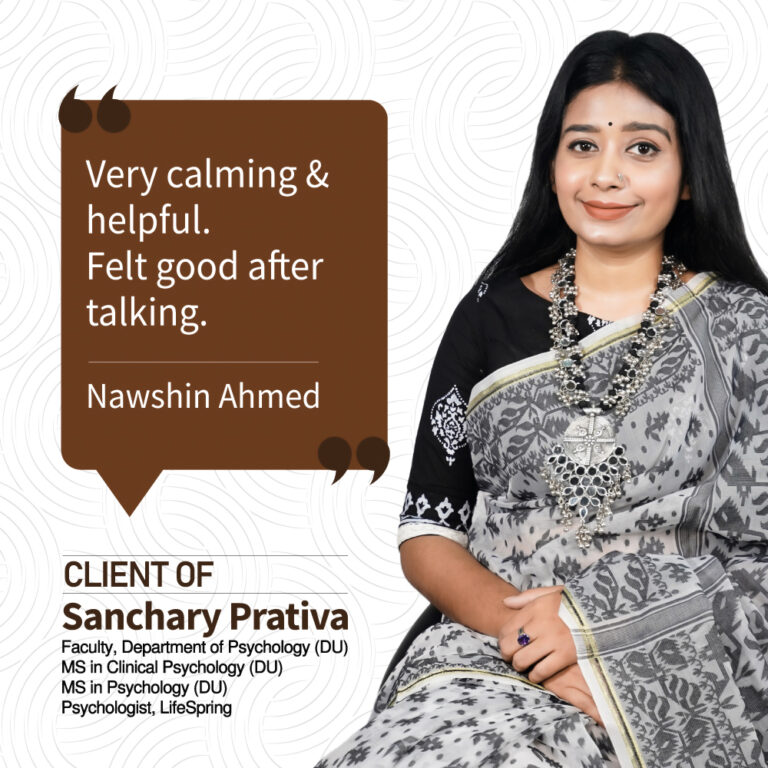 Very calming &
helpful.
Felt good after
talking.
Nawshin Ahmed
CLIENT OF
Sanchary Prativa
Faculty, Department of Psychology (DU)
MS in Clinical Psychology (DU)
MS in Psychology (DU)
Psychologist, LifeSpring